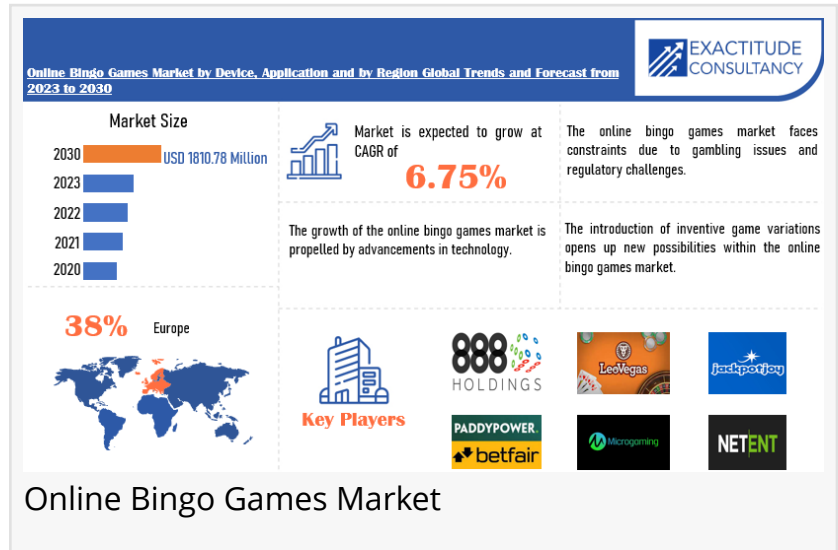 Online Bingo Games Market by Device, Application and by Region Global Trends and Forecast from
2023 to 2030
EXACTITUDE
CONSULTANCY
Market Size
2030
USD 1810.78 Million
2023
2022
2021
2020
Market is expected to grow at
CAGR of
6.75%
The online bingo games market faces
constraints due to gambling issues and
regulatory challenges.
The growth of the online bingo games market is
propelled by advancements in technology.
The introduction of inventive game variations
opens up new possibilities within the online
bingo games market.
38%
Europe
Key Players
888
HOLDINGS
LeoVegas
jackpotjoy
PADDYPOWER.
betfair
Microgaming
NETENT
Online Bingo Games Market